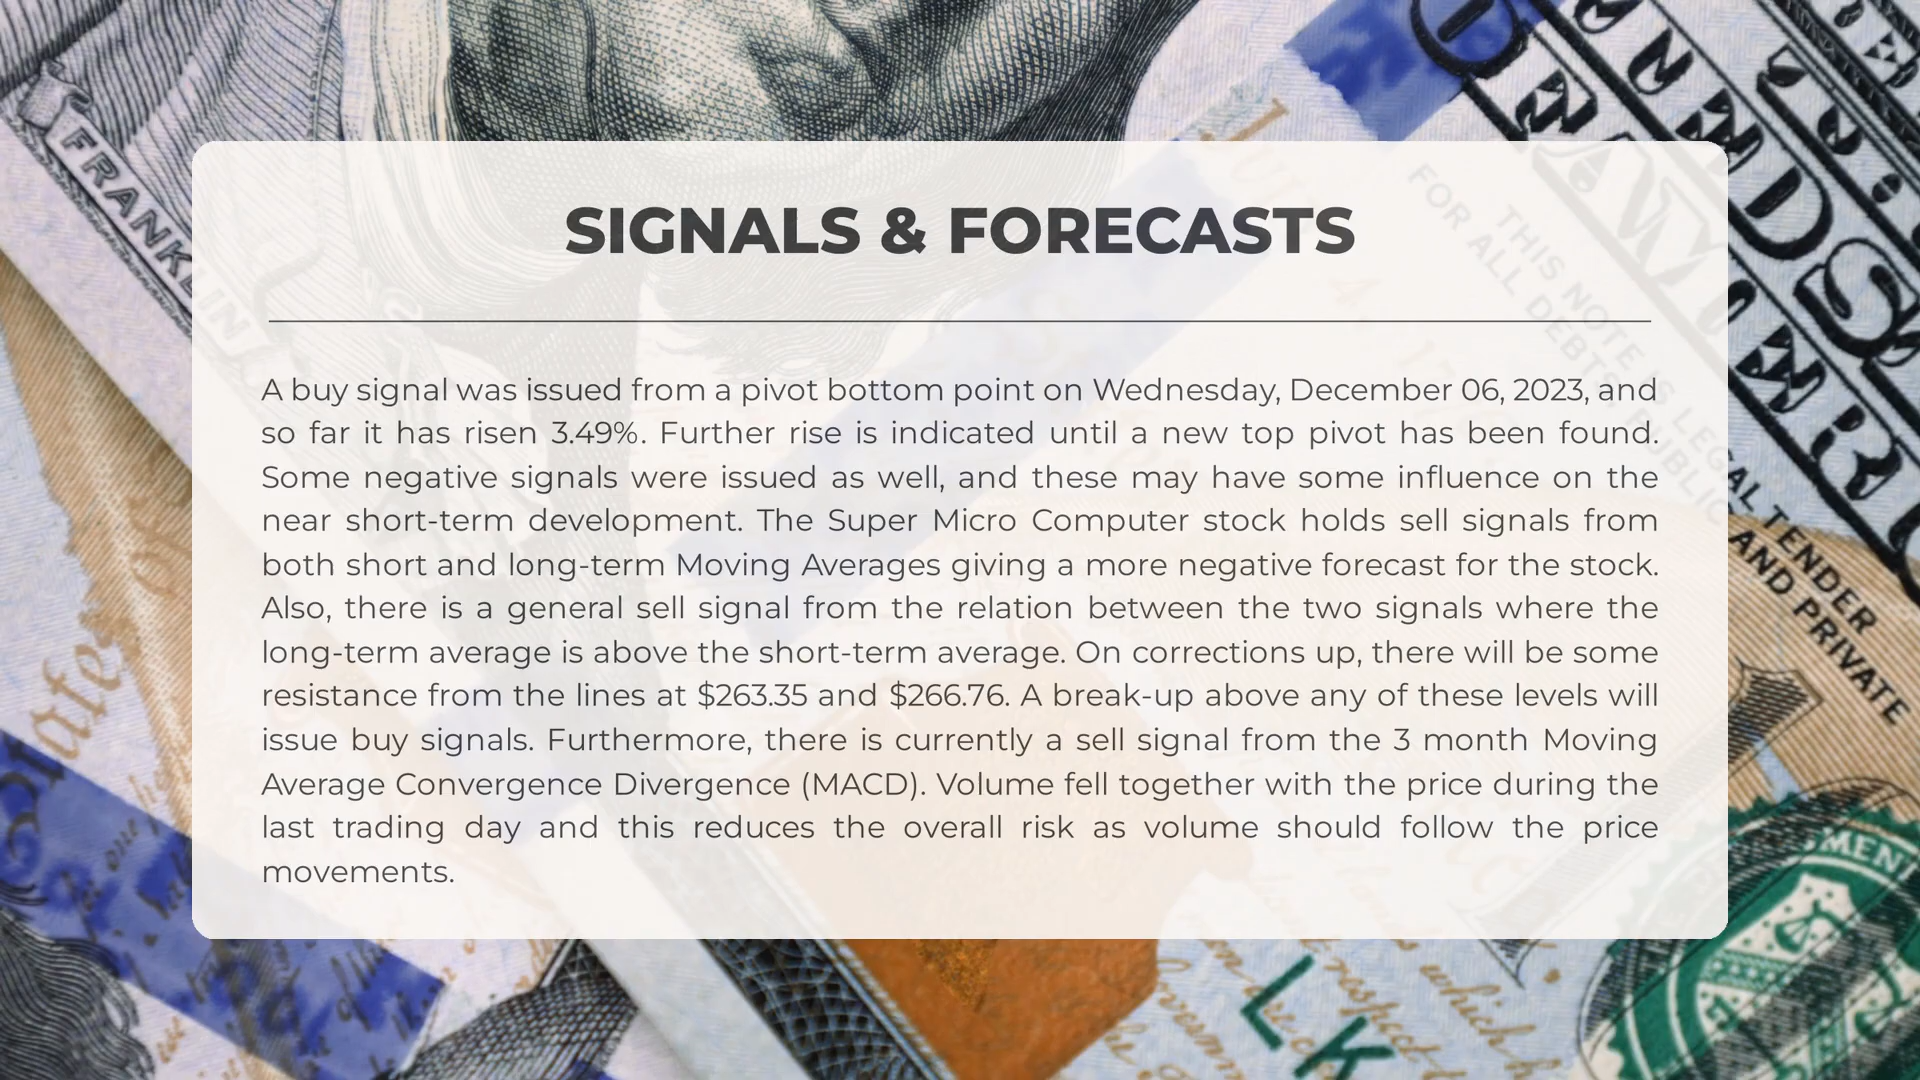 FRANKLIN
THIS NOTE IS LEGAL TENDER
FOR ALL DEBTS, PUBLIC AND PRIVATE
SIGNALS & FORECASTS
A buy signal was issued from a pivot bottom point on Wednesday, December 06, 2023, and
so far it has risen 3.49%. Further rise is indicated until a new top pivot has been found.
Some negative signals were issued as well, and these may have some influence on the
near short-term development. The Super Micro Computer stock holds sell signals from
both short and long-term Moving Averages giving a more negative forecast for the stock.
Also, there is a general sell signal from the relation between the two signals where the
long-term average is above the short-term average. On corrections up, there will be some
resistance from the lines at $263.35 and $266.76. A break-up above any of these levels will
issue buy signals. Furthermore, there is currently a sell signal from the 3 month Moving
Average Convergence Divergence (MACD). Volume fell together with the price during the
last trading day and this reduces the overall risk as volume should follow the price
movements.